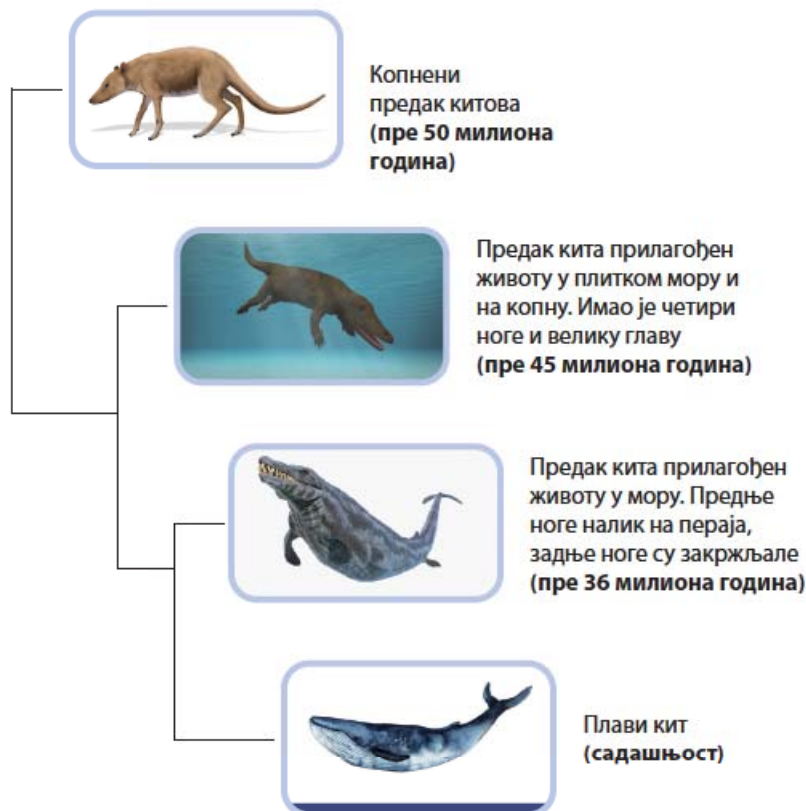 Копнени
предак китова
(пре 50 милиона
година)
Предак кита прилагођен
животу у плитком мору и
на копну. Имао је четири
ноге и велику главу
(пре 45 милиона година)
Предак кита прилагођен
животу у мору. Предње
ноге налик на пераја,
задње ноге су закржљале
(пре 36 милиона година)
Плави кит
(садашњост)